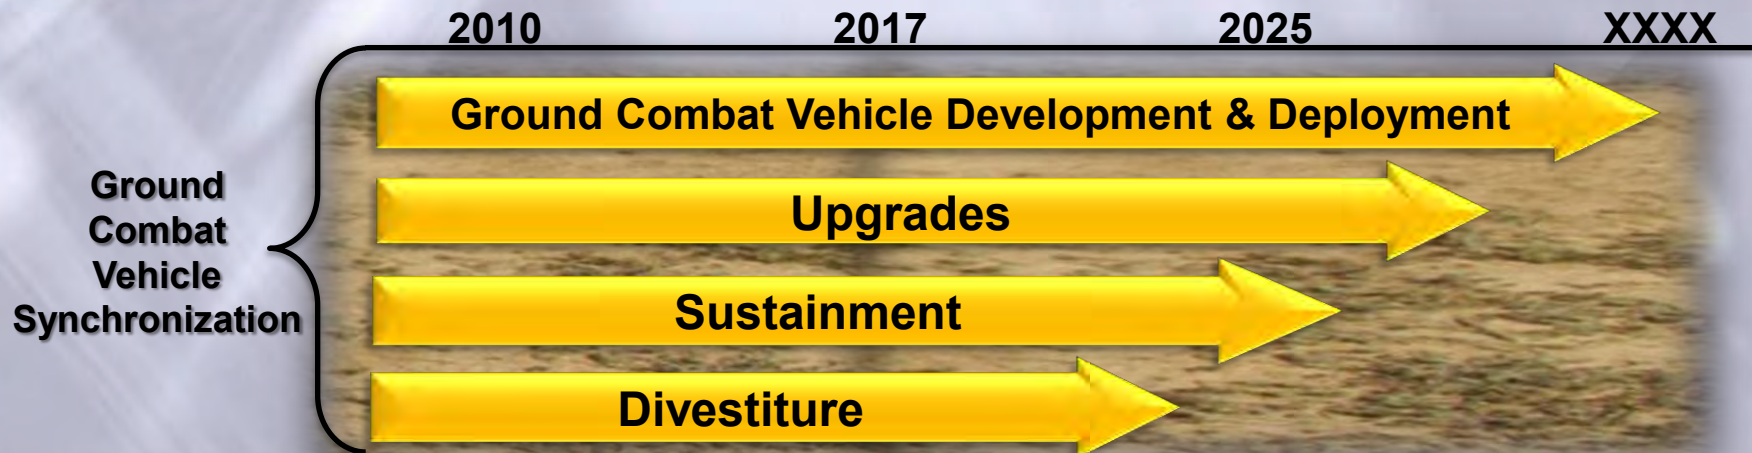 2010 2017 2025 XXXX
Ground Combat Vehicle Development & Deployment
Upgrades
Ground
Combat
Vehicle
Synchronization
Sustainment
Divestiture